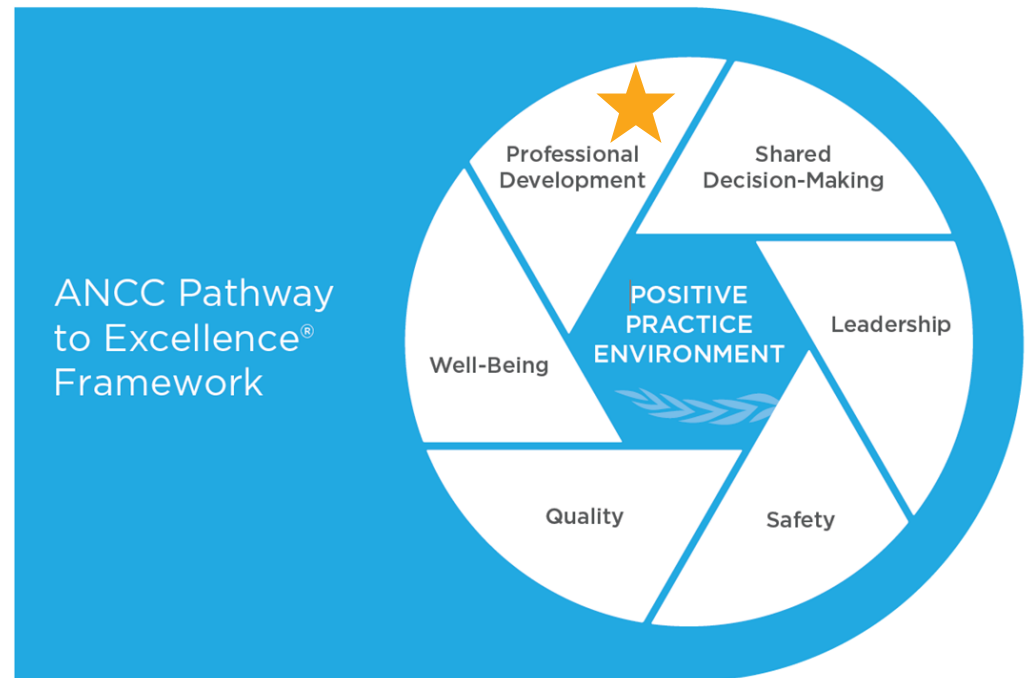 ANCC Pathway
to Excellence®
Framework
Professional
Development
Shared
Decision-Making
Leadership
Safety
Quality
Well-Being
POSITIVE
PRACTICE
ENVIRONMENT